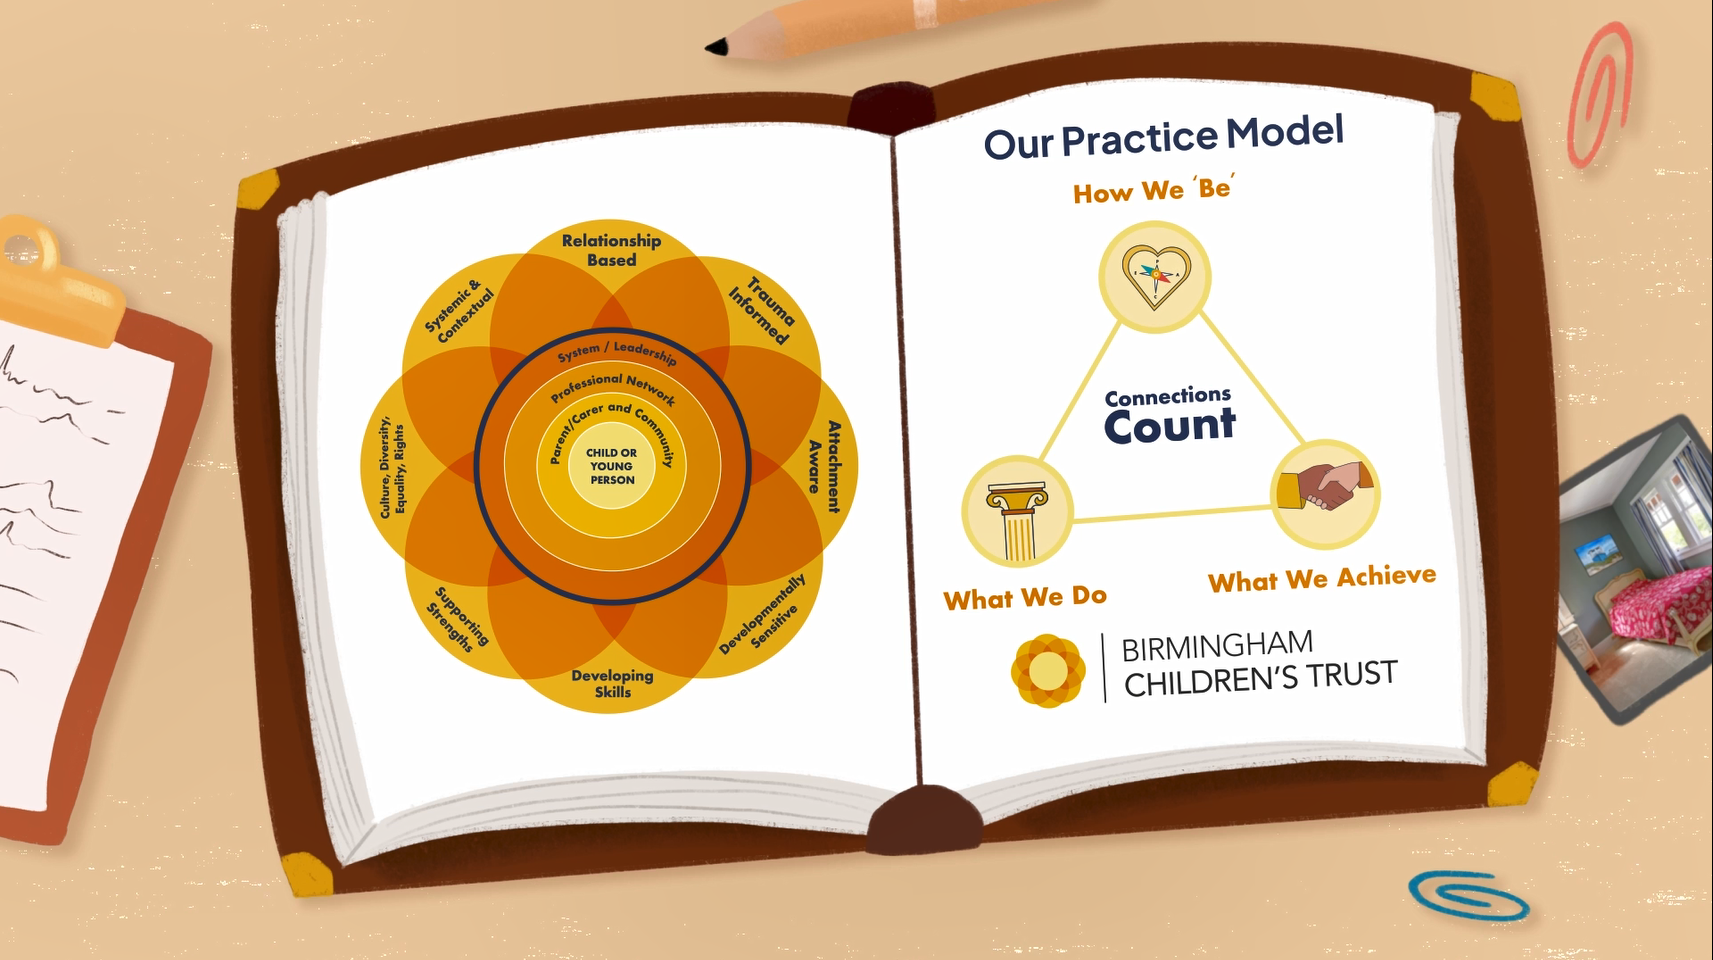 Relationship
Based
Trauma
Informed
Attachment
Aware
Developmentally
Sensitive
Developing
Skills
Supporting
Strengths
Culture, Diversity,
Equality, Rights
Systemic &
Contextual
System / Leadership
Professional Network
Parent/Carer and Community
CHILD OR
YOUNG
PERSON
Our Practice Model
How We ‘Be’
P
E A
C
Connections
Count
What We Do
What We Achieve
BIRMINGHAM
CHILDREN’S TRUST